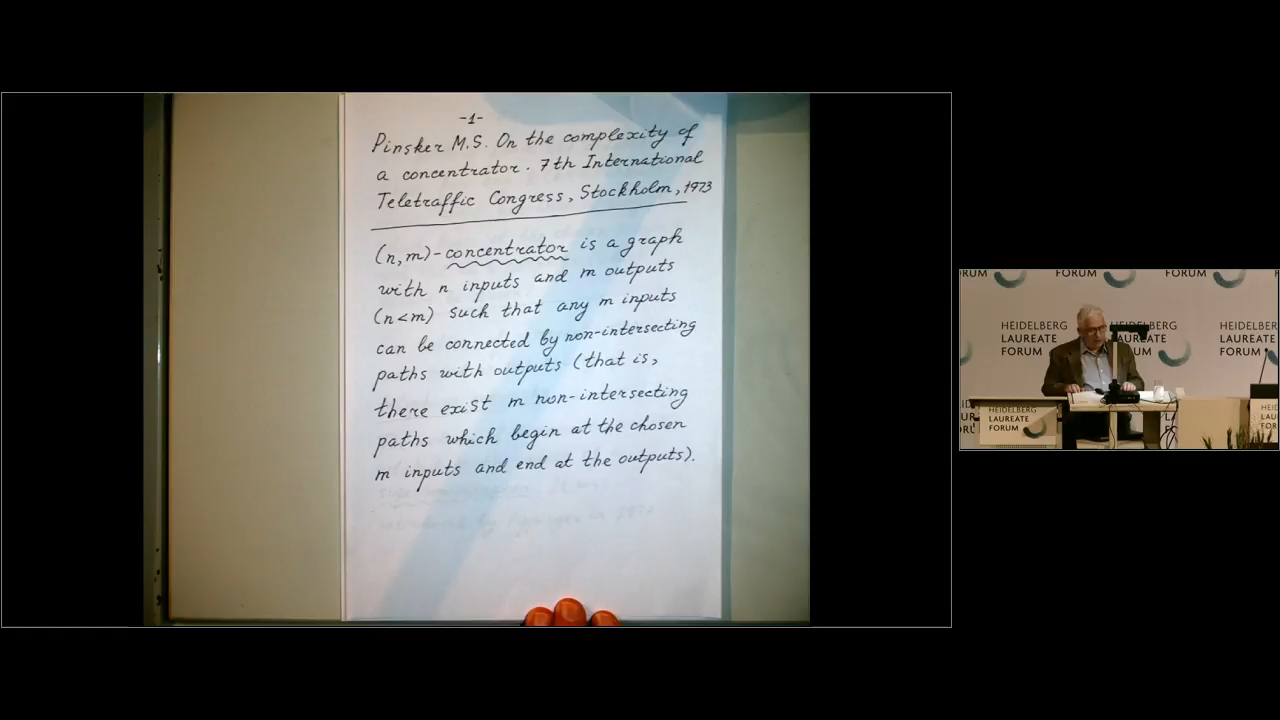 -1-
Pinsker M.S. On the complexity of
a concentrator. 7th International
Teletraffic Congress, Stockholm, 1973
(n,m)-concentrator is a graph
with n inputs and m outputs
(n<m) such that any m inputs
can be connected by non-intersecting
paths with outputs (that is,
there exist m non-intersecting
paths which begin at the chosen
m inputs and end at the outputs).
FORUM
FORUM
FORUM
HEIDELBERG
LAUREATE
FORUM
HEIDELBERG
LAUREATE
FORUM
HEIDELBERG
LAUREATE
FORUM